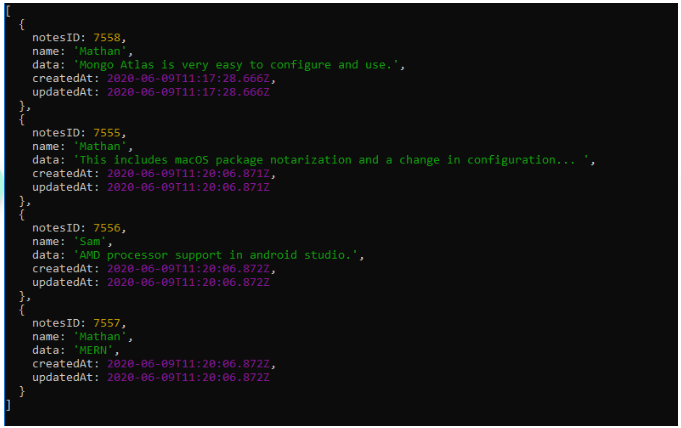 [
  {
    notesID: 7558,
    name: 'Mathan',
    data: 'Mongo Atlas is very easy to configure and use.',
    createdAt: 2020-06-09T11:17:28.666Z,
    updatedAt: 2020-06-09T11:17:28.666Z
  },
  {
    notesID: 7555,
    name: 'Mathan',
    data: 'This includes macOS package notarization and a change in configuration... ',
    createdAt: 2020-06-09T11:20:06.871Z,
    updatedAt: 2020-06-09T11:20:06.871Z
  },
  {
    notesID: 7556,
    name: 'Sam',
    data: 'AMD processor support in android studio.',
    createdAt: 2020-06-09T11:20:06.872Z,
    updatedAt: 2020-06-09T11:20:06.872Z
  },
  {
    notesID: 7557,
    name: 'Mathan',
    data: 'MERN',
    createdAt: 2020-06-09T11:20:06.872Z,
    updatedAt: 2020-06-09T11:20:06.872Z
  }
]